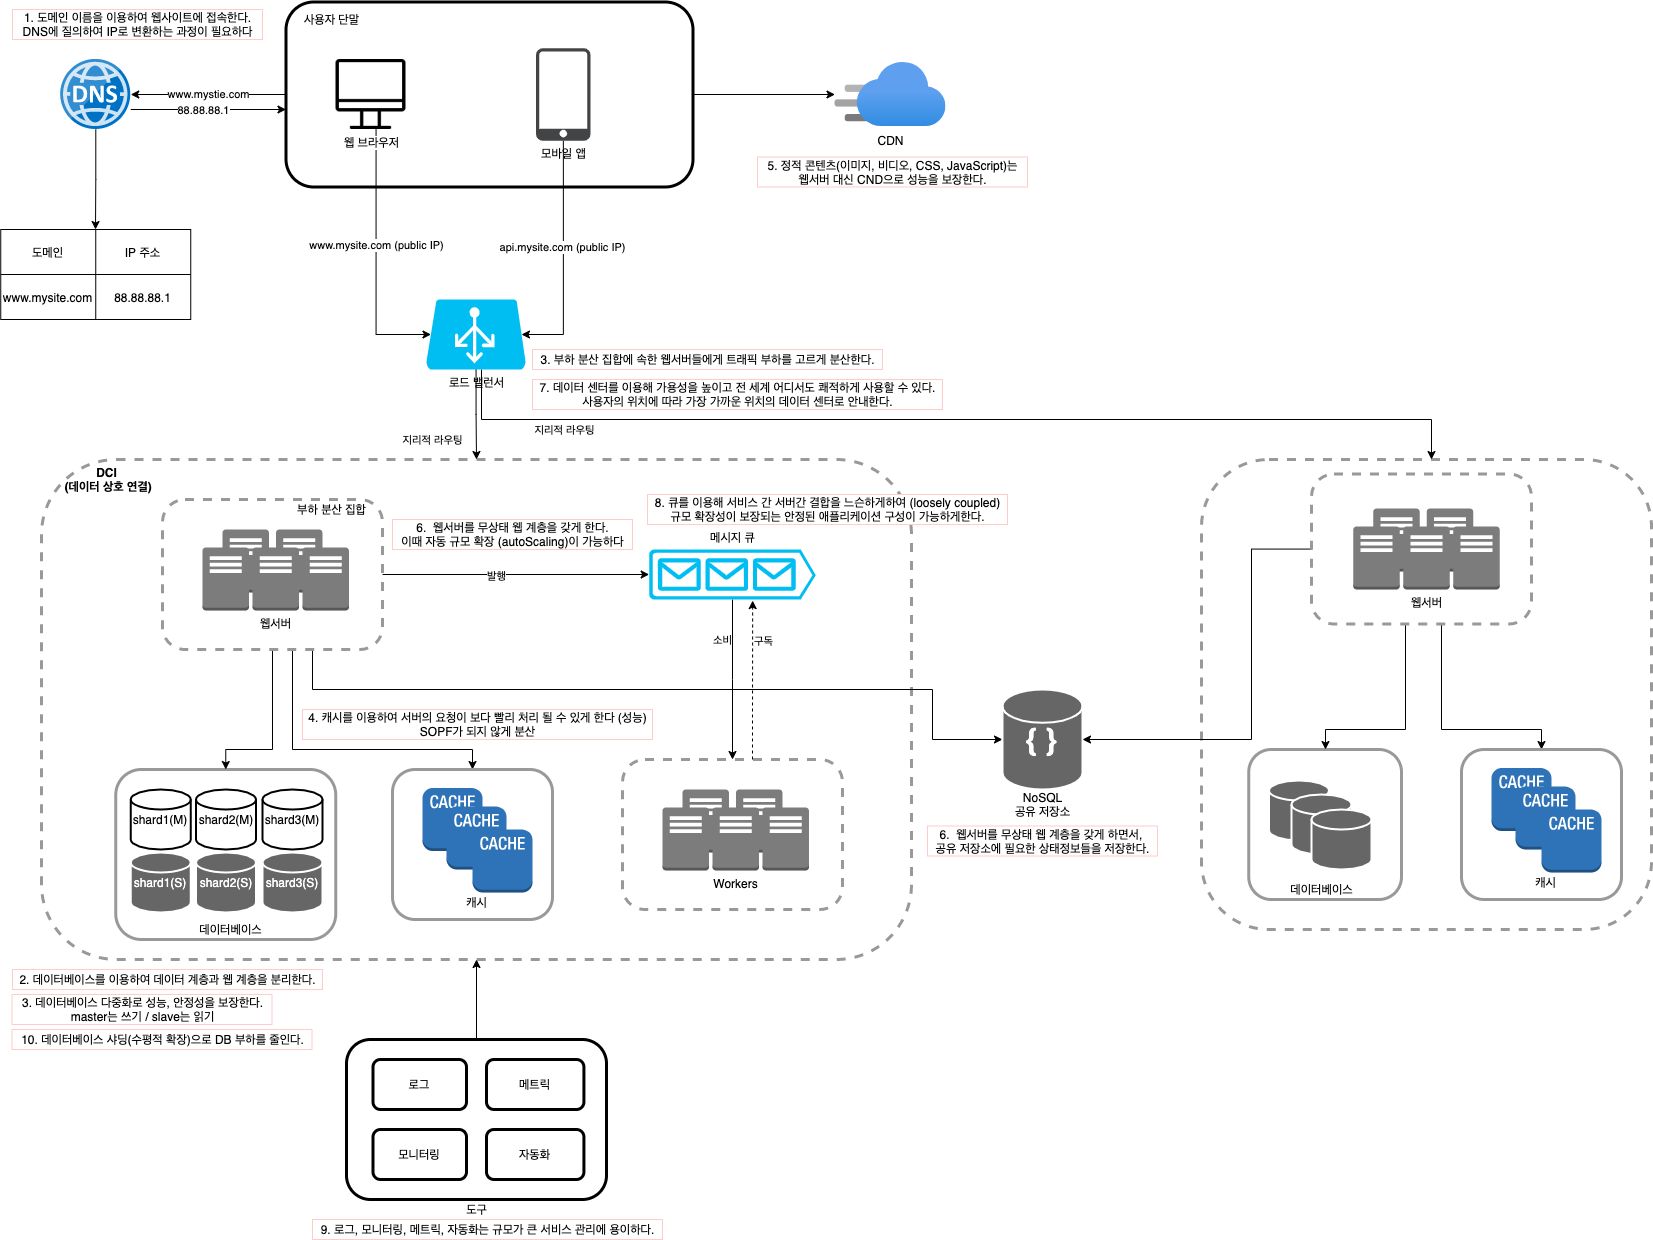 1. 도메인 이름을 이용하여 웹사이트에 접속한다.
DNS에 질의하여 IP로 변환하는 과정이 필요하다
사용자 단말
DNS
www.mystie.com
88.88.88.1
웹 브라우저
모바일 앱
CDN
5. 정적 콘텐츠(이미지, 비디오, CSS, JavaScript)는
웹서버 대신 CND으로 성능을 보장한다.
도메인
IP 주소
www.mysite.com
88.88.88.1
www.mysite.com (public IP)
api.mysite.com (public IP)
로드 밸런서
3. 부하 분산 집합에 속한 웹서버들에게 트래픽 부하를 고르게 분산한다.
7. 데이터 센터를 이용해 가용성을 높이고 전 세계 어디서도 쾌적하게 사용할 수 있다.
사용자의 위치에 따라 가장 가까운 위치의 데이터 센터로 안내한다.
지리적 라우팅
지리적 라우팅
DCI
(데이터 상호 연결)
부하 분산 집합
웹서버
6. 웹서버를 무상태 웹 계층을 갖게 한다.
이때 자동 규모 확장 (autoScaling)이 가능하다
8. 큐를 이용해 서비스 간 서버간 결합을 느슨하게하여 (loosely coupled)
규모 확장성이 보장되는 안정된 애플리케이션 구성이 가능하게한다.
메시지 큐
발행
소비
구독
웹서버
4. 캐시를 이용하여 서버의 요청이 보다 빨리 처리 될 수 있게 한다 (성능)
SOPF가 되지 않게 분산
shard1(M)
shard2(M)
shard3(M)
shard1(S)
shard2(S)
shard3(S)
데이터베이스
CACHE
CACHE
CACHE
캐시
Workers
{ }
NoSQL
공유 저장소
6. 웹서버를 무상태 웹 계층을 갖게 하면서,
공유 저장소에 필요한 상태정보들을 저장한다.
데이터베이스
CACHE
CACHE
CACHE
캐시
2. 데이터베이스를 이용하여 데이터 계층과 웹 계층을 분리한다.
3. 데이터베이스 다중화로 성능, 안정성을 보장한다.
master는 쓰기 / slave는 읽기
10. 데이터베이스 샤딩(수평적 확장)으로 DB 부하를 줄인다.
로그
메트릭
모니터링
자동화
도구
9. 로그, 모니터링, 메트릭, 자동화는 규모가 큰 서비스 관리에 용이하다.